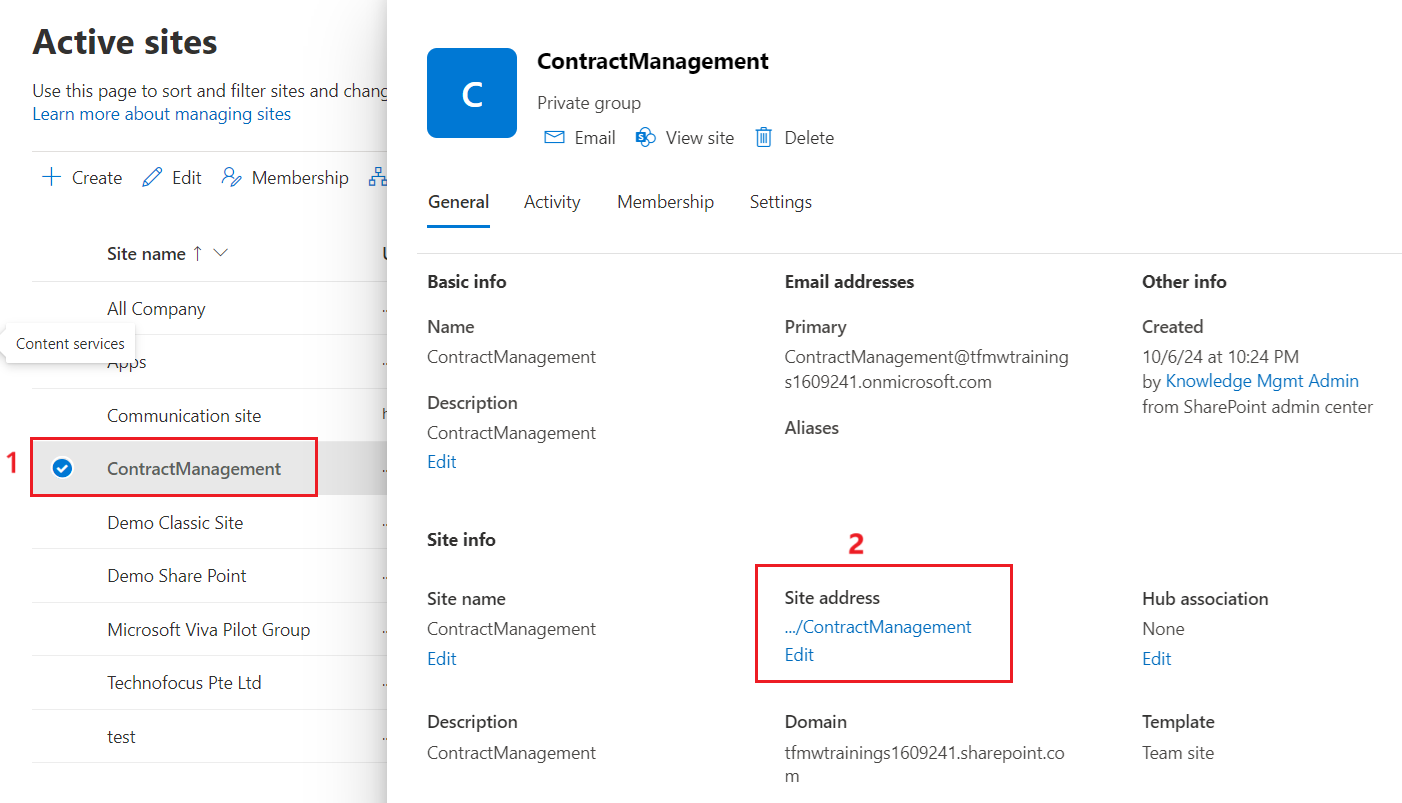 Active sites
Use this page to sort and filter sites and chang
Learn more about managing sites
Create Edit Membership
Site name ↑
All Company
Content services
Apps
Communication site
1
ContractManagement
Demo Classic Site
Demo Share Point
Microsoft Viva Pilot Group
Technofocus Pte Ltd
test
C
ContractManagement
Private group
Email View site Delete
General Activity Membership Settings
Basic info
Name
ContractManagement
Description
ContractManagement
Edit
Email addresses
Primary
ContractManagement@tfmwtraining
s1609241.onmicrosoft.com
Aliases
Other info
Created
10/6/24 at 10:24 PM
by Knowledge Mgmt Admin
from SharePoint admin center
Site info
Site name
ContractManagement
Edit
2
Site address
.../ContractManagement
Edit
Hub association
None
Edit
Description
ContractManagement
Domain
tfmwtrainings1609241.sharepoint.co
m
Template
Team site